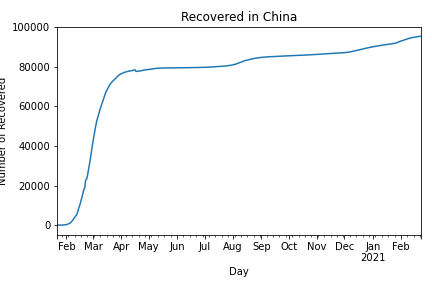 Recovered in China
100000
80000
60000
40000
20000
0
Number of Recovered
Feb Mar Apr May Jun Jul Aug Sep Oct Nov Dec Jan Feb
2021
Day